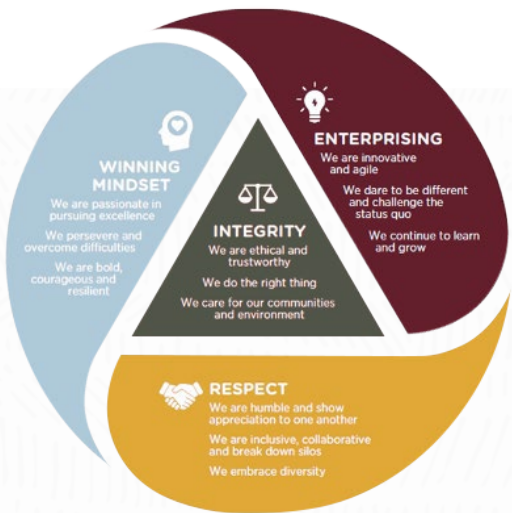 WINNING
MINDSET
We are passionate in
pursuing excellence
We persevere and
overcome difficulties
We are bold,
courageous and
resilient
ENTERPRISING
We are innovative
and agile
We dare to be different
and challenge the
status quo
We continue to learn
and grow
INTEGRITY
We are ethical and
trustworthy
We do the right thing
We care for our communities
and environment
RESPECT
We are humble and show
appreciation to one another
We are inclusive, collaborative
and break down silos
We embrace diversity